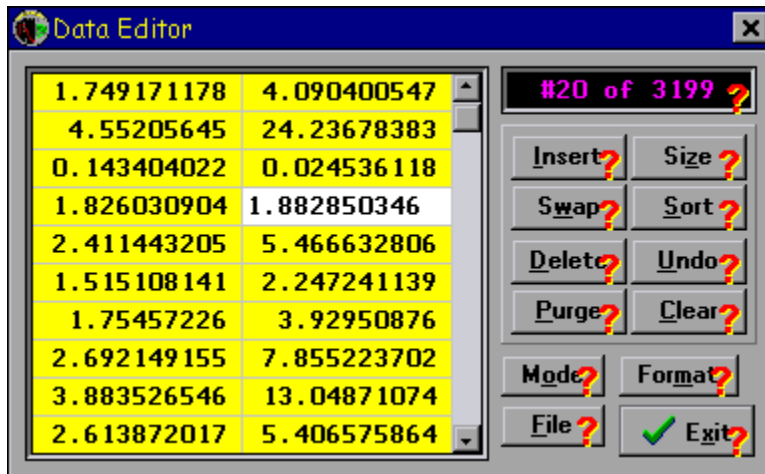 Data Editor
1.749171178 4.090400547
4.55205645 24.23678383
0.143404022 0.024536118
1.826030904 1.882850346
2.411443205 5.466632806
1.515108141 2.247241139
1.75457226 3.92950876
2.692149155 7.855223702
3.883526546 13.04871074
2.613872017 5.406575864
#20 of 3199 ?
Insert? Size ?
Swap? Sort ?
Delete? Undo?
Purge? Clear?
Mode? Format?
File ? Exit?